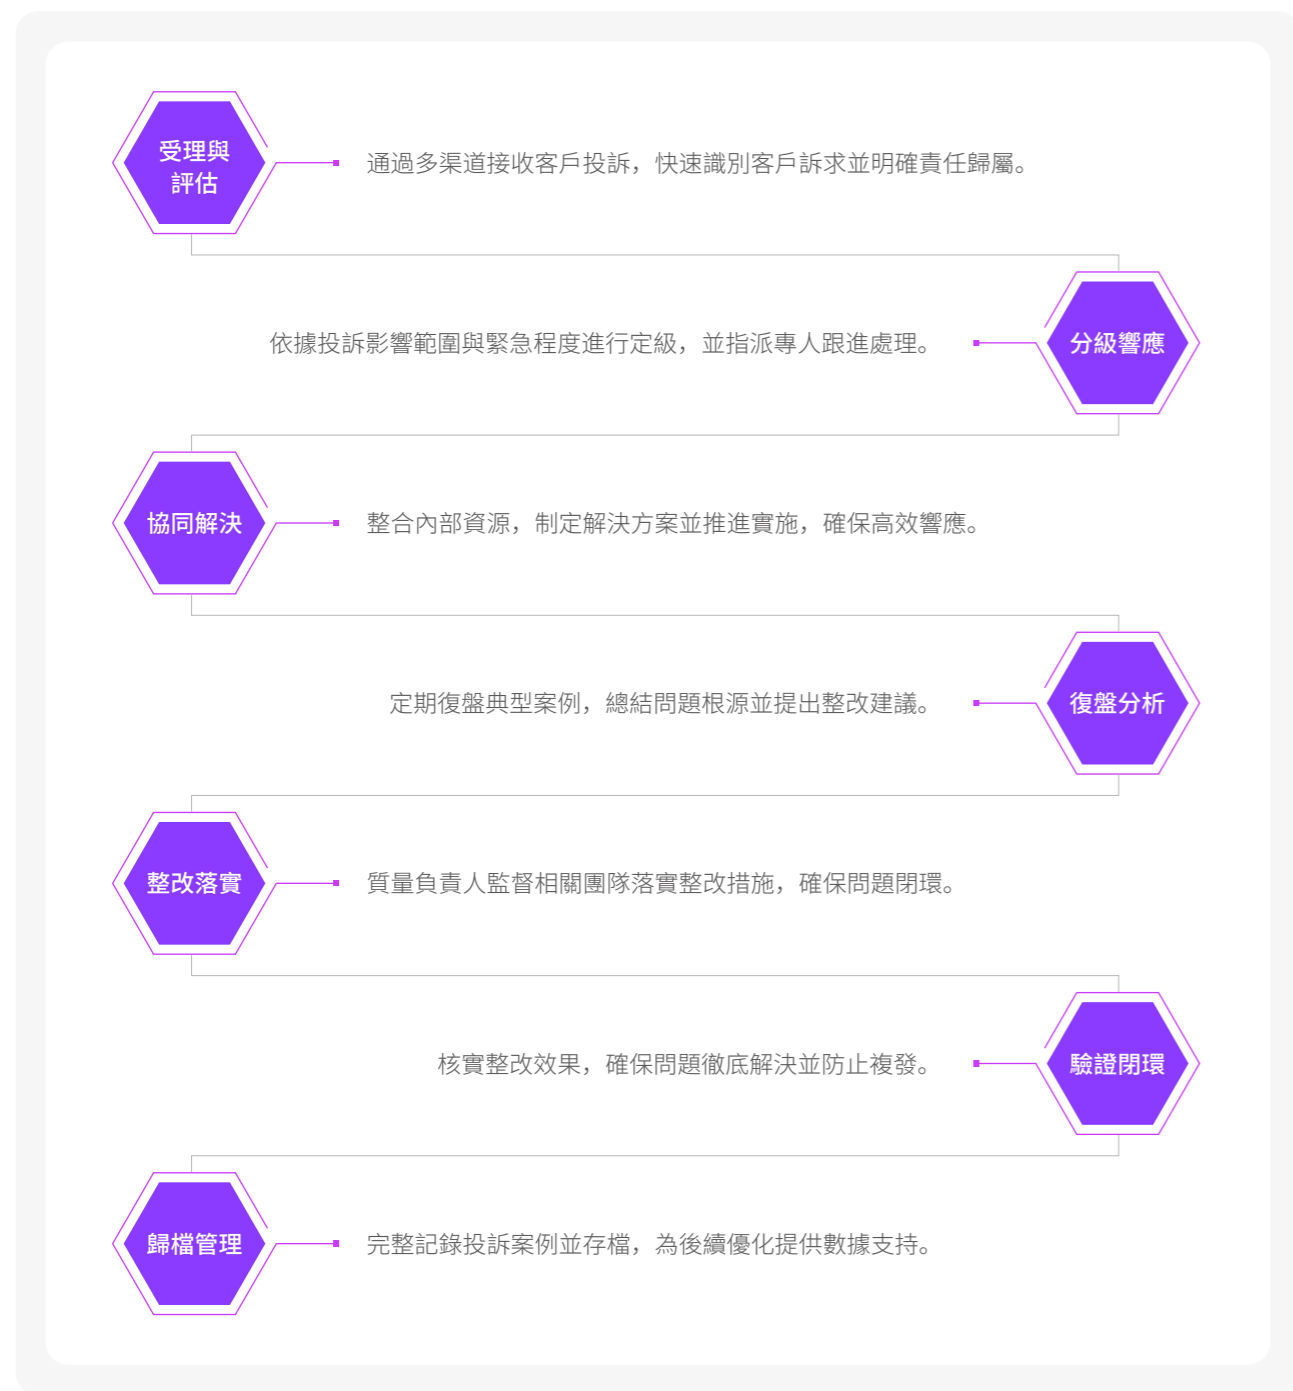 受理與
評估
通過多渠道接收客戶投訴，快速識別客戶訴求並明確責任歸屬。
依據投訴影響範圍與緊急程度進行定級，並指派專人跟進處理。
分級響應
協同解決
整合內部資源，制定解決方案並推進實施，確保高效響應。
定期復盤典型案例，總結問題根源並提出整改建議。
復盤分析
整改落實
質量負責人監督相關團隊落實整改措施，確保問題閉環。
核實整改效果，確保問題徹底解決並防止複發。
驗證閉環
歸檔管理
完整記錄投訴案例並存檔，為後續優化提供數據支持。